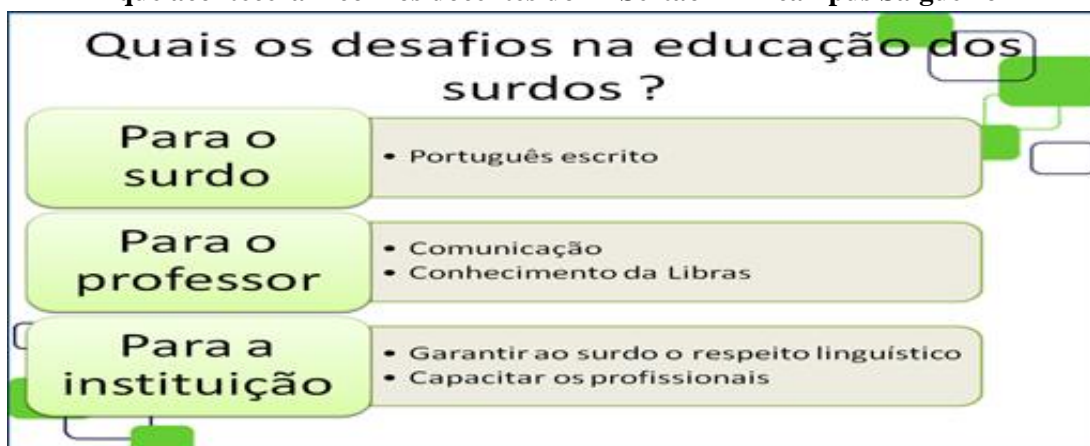 Quais os desafios na educação dos
surdos ?
Para o
surdo
• Português escrito
Para o
professor
• Comunicação
• Conhecimento da Libras
Para a
instituição
• Garantir ao surdo o respeito linguístico
• Capacitar os profissionais